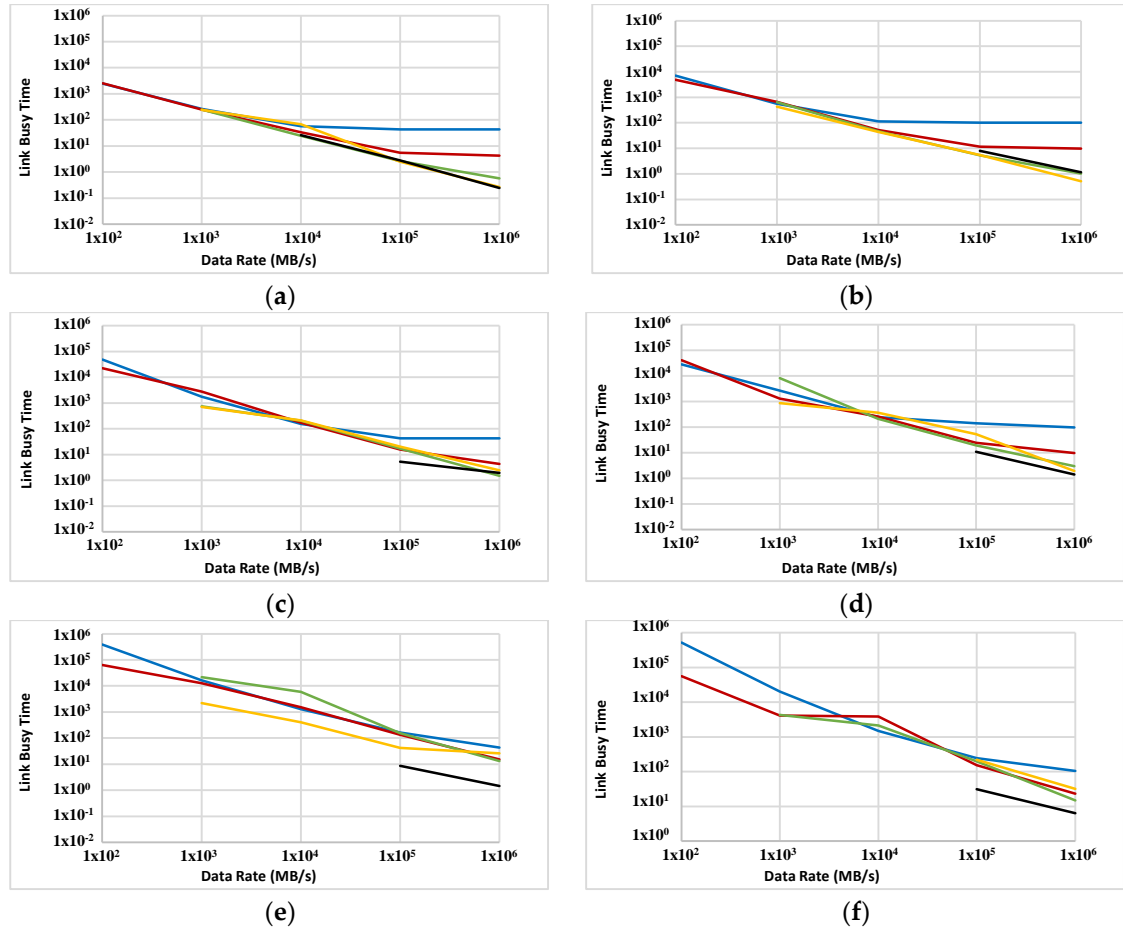 1x10⁶
1x10⁵
1x10⁴
1x10³
1x10²
1x10¹
1x10⁰
1x10⁻¹
1x10⁻²
Link Busy Time
1x10² 1x10³ 1x10⁴ 1x10⁵ 1x10⁶
Data Rate (MB/s)
(a)
1x10⁶
1x10⁵
1x10⁴
1x10³
1x10²
1x10¹
1x10⁰
1x10⁻¹
1x10⁻²
Link Busy Time
1x10² 1x10³ 1x10⁴ 1x10⁵ 1x10⁶
Data Rate (MB/s)
(b)
1x10⁶
1x10⁵
1x10⁴
1x10³
1x10²
1x10¹
1x10⁰
1x10⁻¹
1x10⁻²
Link Busy Time
1x10² 1x10³ 1x10⁴ 1x10⁵ 1x10⁶
Data Rate (MB/s)
(c)
1x10⁶
1x10⁵
1x10⁴
1x10³
1x10²
1x10¹
1x10⁰
1x10⁻¹
1x10⁻²
Link Busy Time
1x10² 1x10³ 1x10⁴ 1x10⁵ 1x10⁶
Data Rate (MB/s)
(d)
1x10⁶
1x10⁵
1x10⁴
1x10³
1x10²
1x10¹
1x10⁰
1x10⁻¹
1x10⁻²
Link Busy Time
1x10² 1x10³ 1x10⁴ 1x10⁵ 1x10⁶
Data Rate (MB/s)
(e)
1x10⁶
1x10⁵
1x10⁴
1x10³
1x10²
1x10¹
1x10⁰
Link Busy Time
1x10² 1x10³ 1x10⁴ 1x10⁵ 1x10⁶
Data Rate (MB/s)
(f)